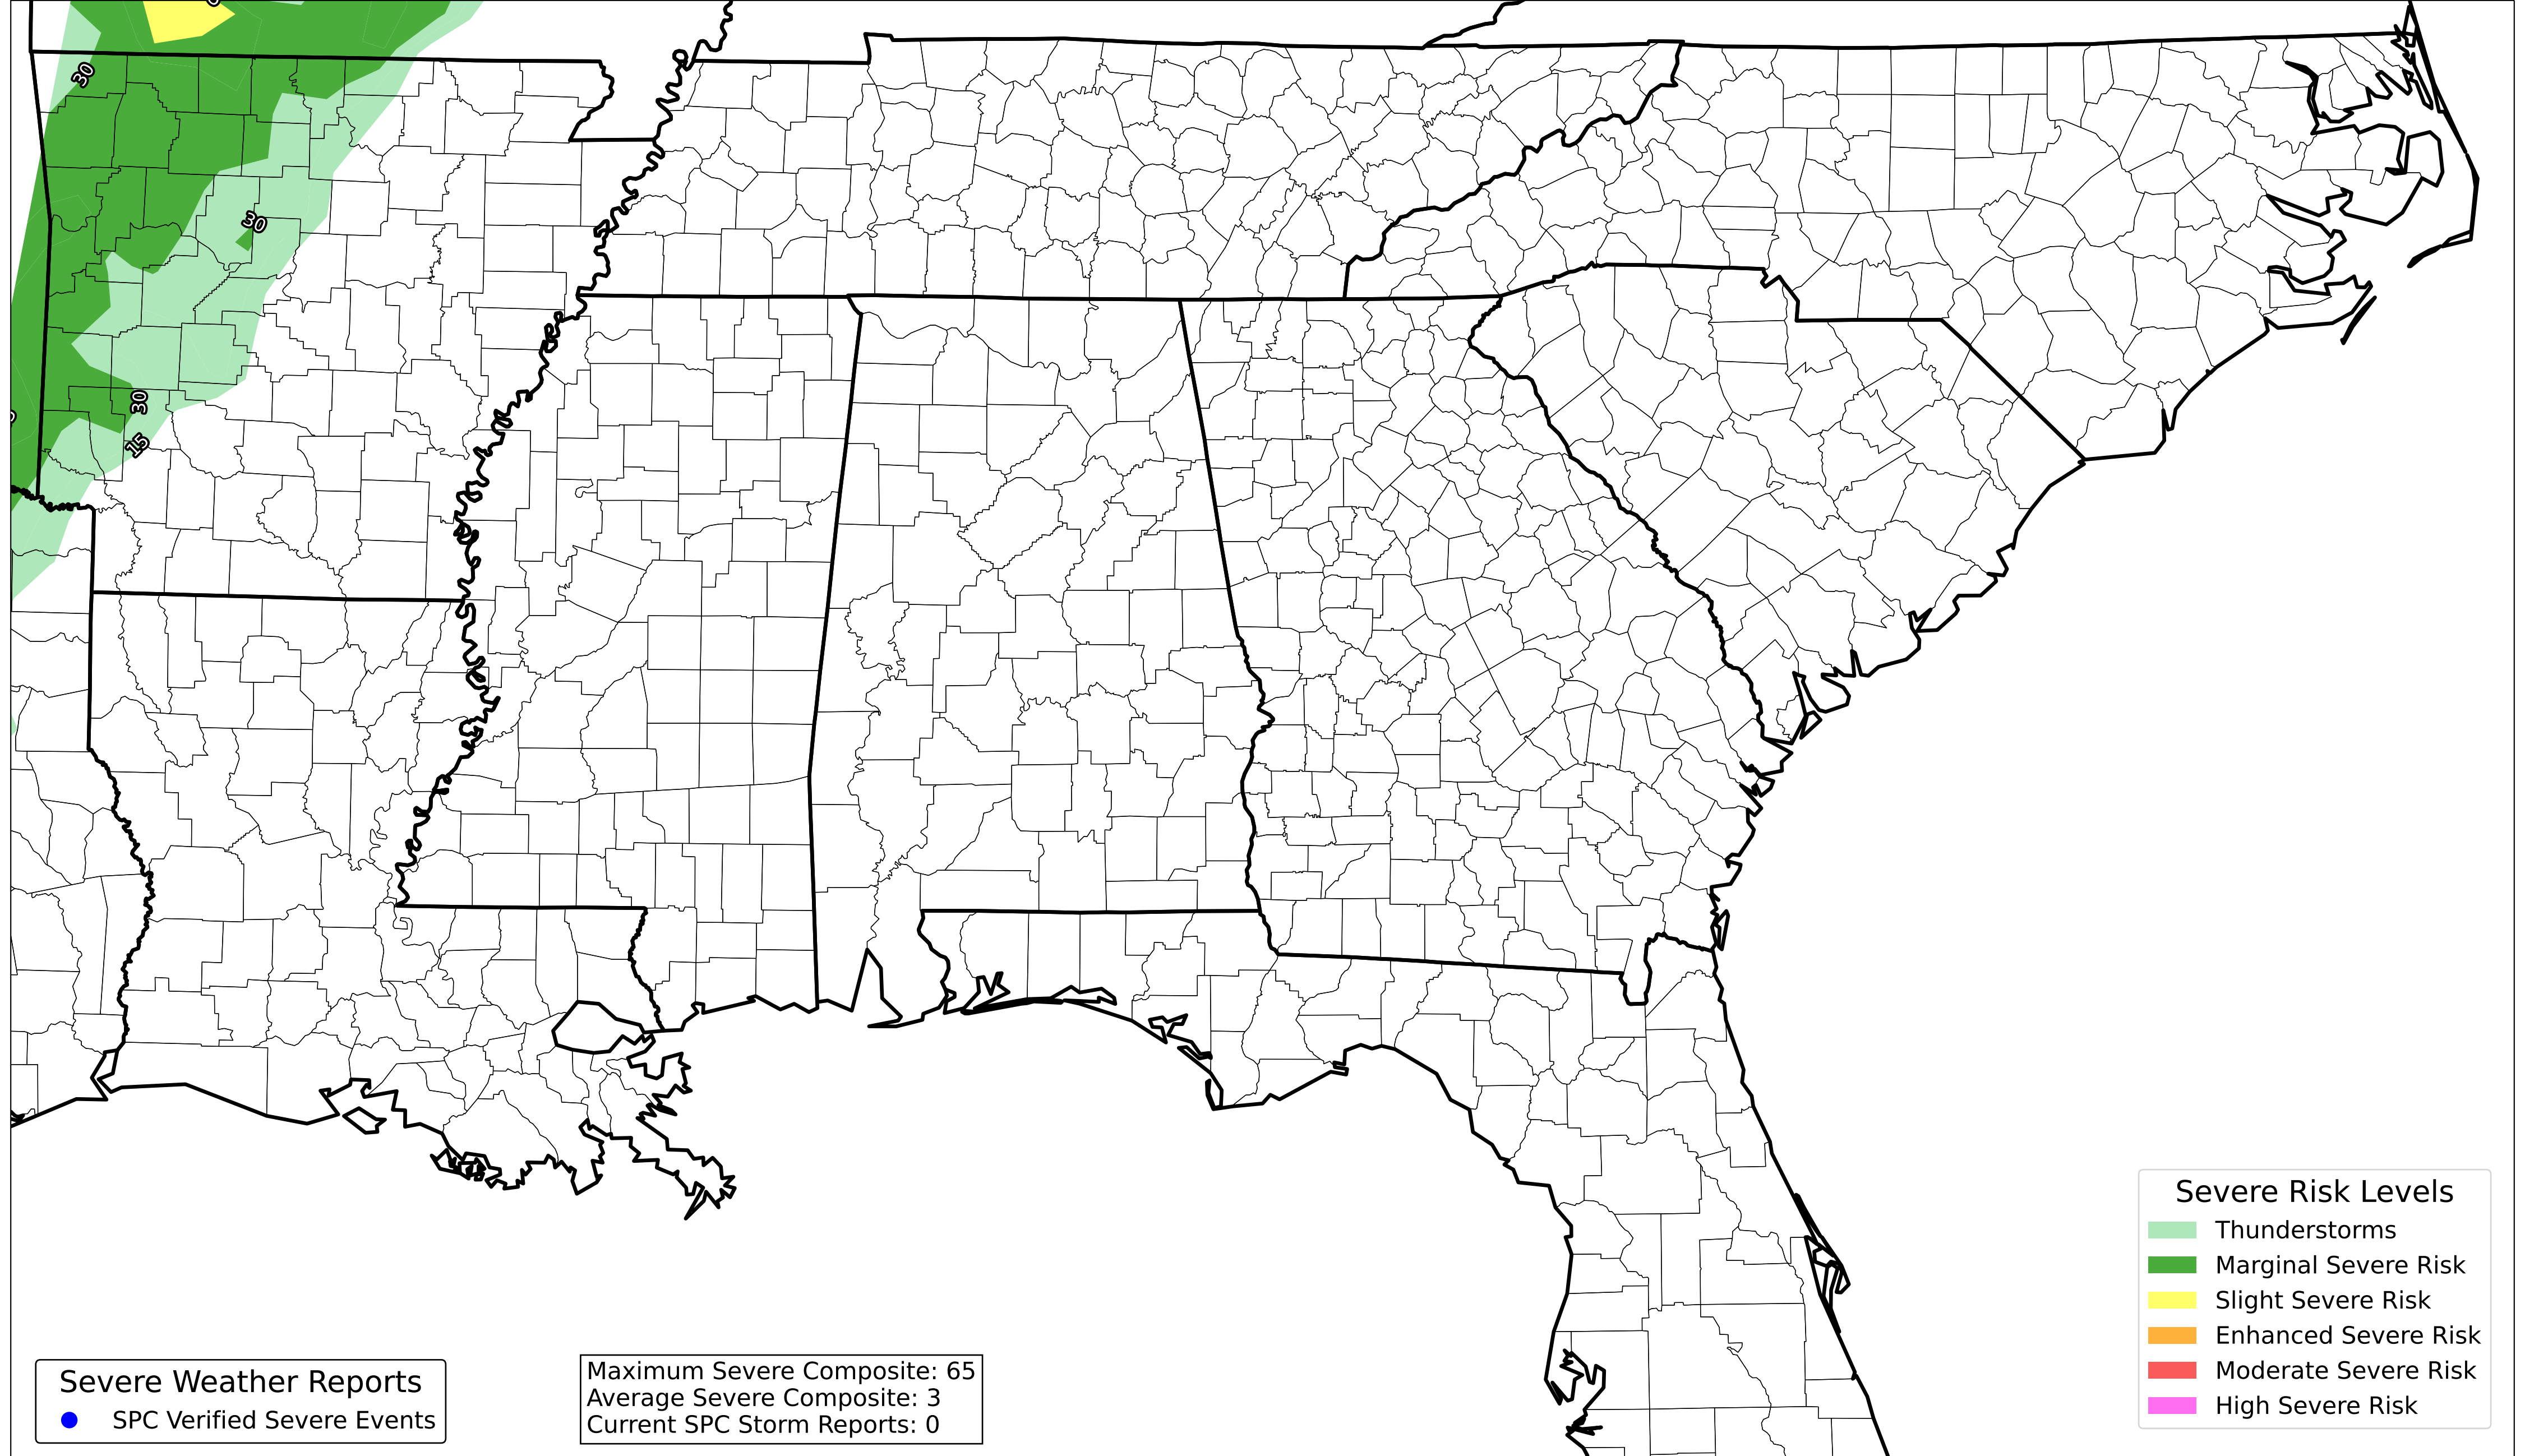 30
30
30
15
Severe Risk Levels
Thunderstorms
Marginal Severe Risk
Slight Severe Risk
Enhanced Severe Risk
Moderate Severe Risk
High Severe Risk
Severe Weather Reports
SPC Verified Severe Events
Maximum Severe Composite: 65
Average Severe Composite: 3
Current SPC Storm Reports: 0